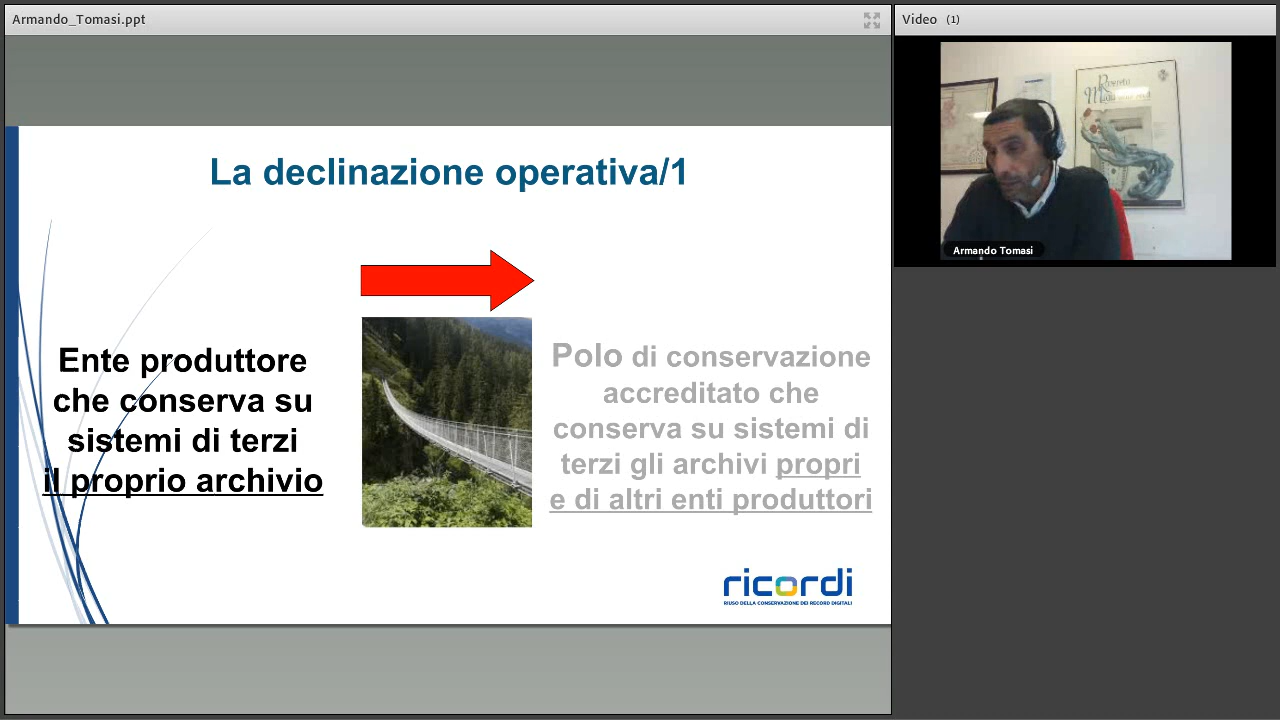 Armando_Tomasi.ppt
Video (1)
La declinazione operativa/1
Ente produttore
che conserva su
sistemi di terzi
il proprio archivio
Polo di conservazione
accreditato che
conserva su sistemi di
terzi gli archivi propri
e di altri enti produttori
ricordi
RIUSO DELLA CONSERVAZIONE DEI RECORD DIGITALI
Armando Tomasi